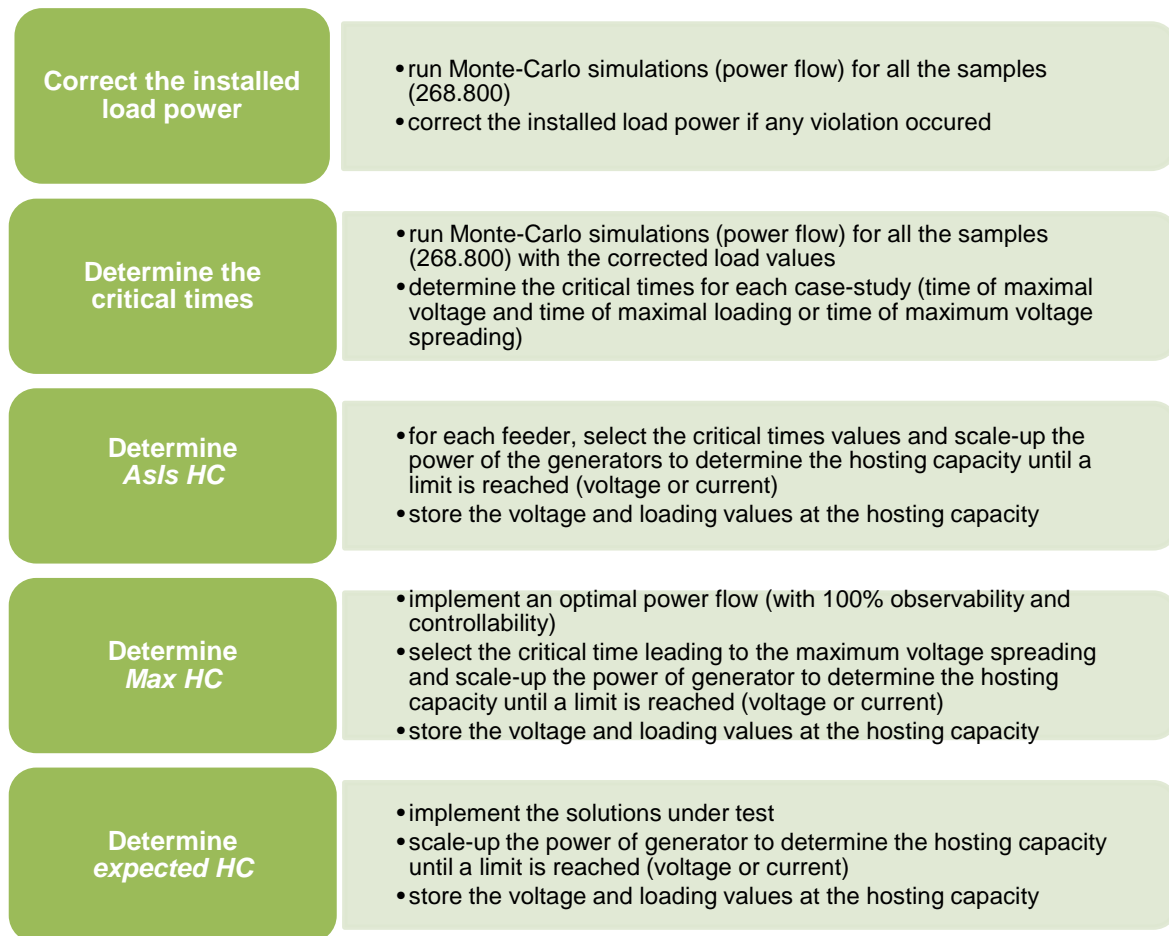 Correct the installed
load power
•run Monte-Carlo simulations (power flow) for all the samples
(268.800)
•correct the installed load power if any violation occured
Determine the
critical times
•run Monte-Carlo simulations (power flow) for all the samples
(268.800) with the corrected load values
•determine the critical times for each case-study (time of maximal
voltage and time of maximal loading or time of maximum voltage
spreading)
Determine
AsIs HC
•for each feeder, select the critical times values and scale-up the
power of the generators to determine the hosting capacity until a
limit is reached (voltage or current)
•store the voltage and loading values at the hosting capacity
Determine
Max HC
•implement an optimal power flow (with 100% observability and
controllability)
•select the critical time leading to the maximum voltage spreading
and scale-up the power of generator to determine the hosting
capacity until a limit is reached (voltage or current)
•store the voltage and loading values at the hosting capacity
Determine
expected HC
•implement the solutions under test
•scale-up the power of generator to determine the hosting capacity
until a limit is reached (voltage or current)
•store the voltage and loading values at the hosting capacity